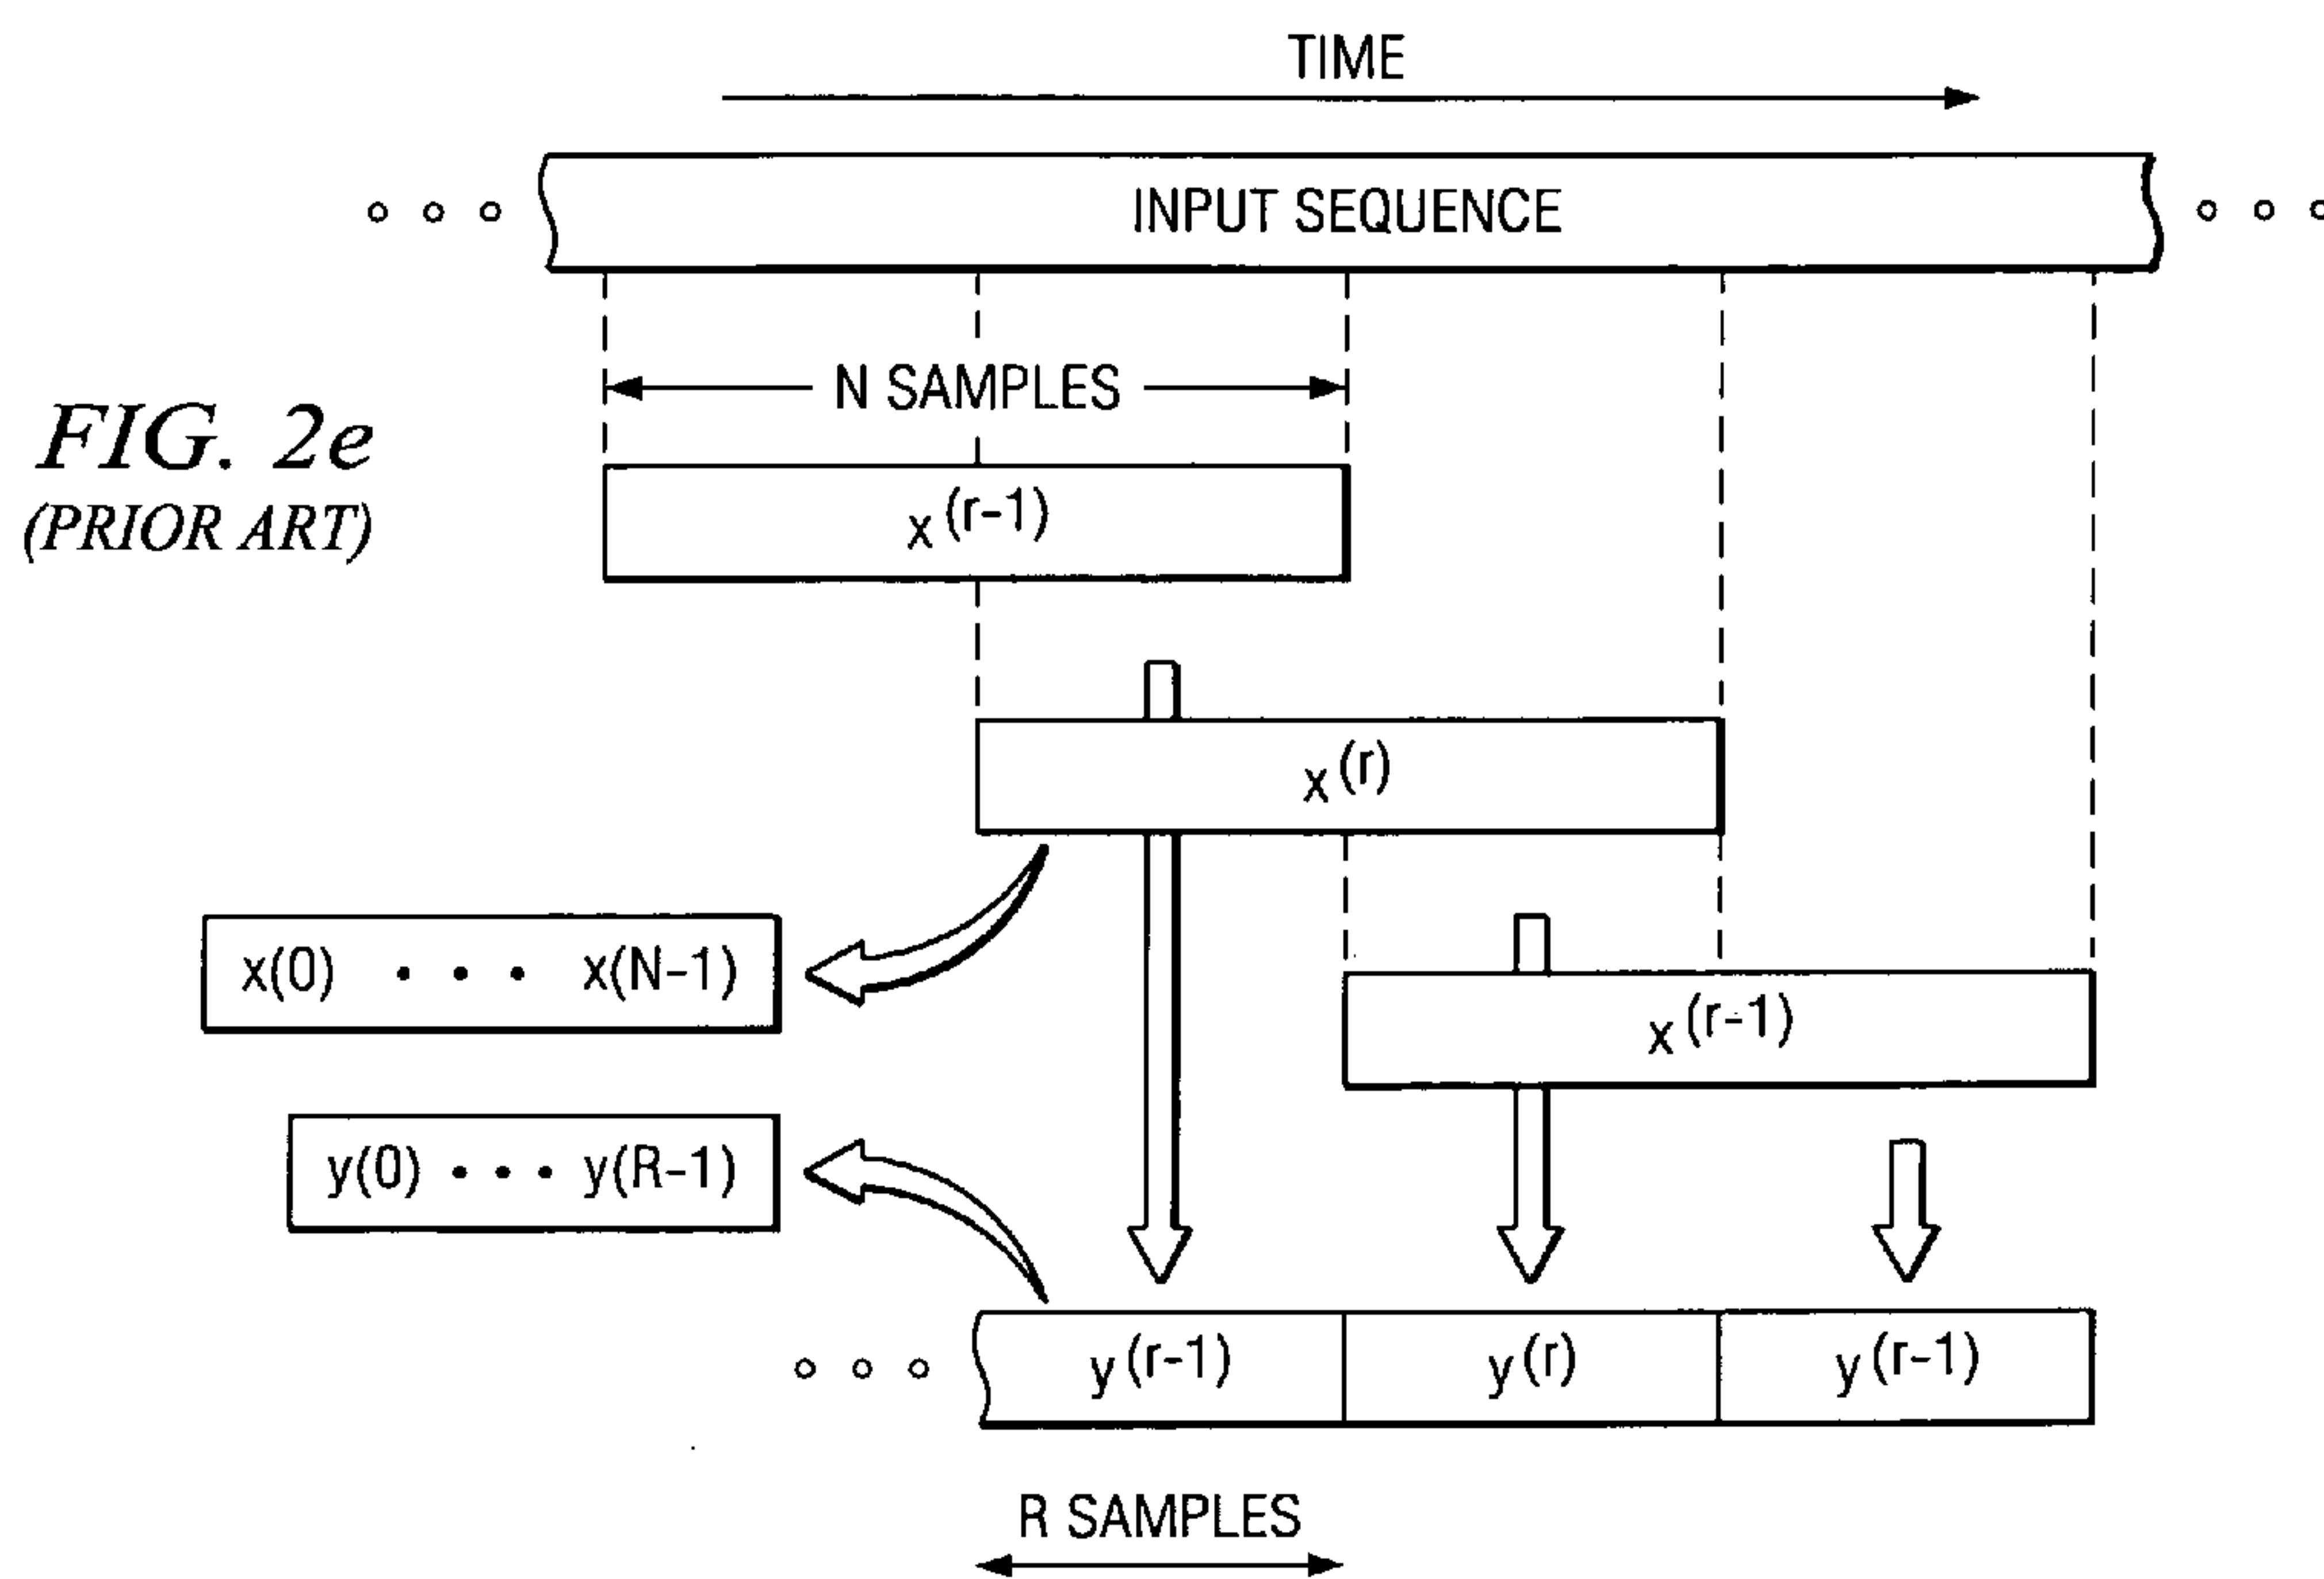 TIME
INPUT SEQUENCE
N SAMPLES
FIG. 2e
(PRIOR ART)
x(r-1)
x(r)
x(0) • • • x(N-1)
x(r-1)
y(0) • • • y(R-1)
y(r-1) y(r) y(r-1)
R SAMPLES